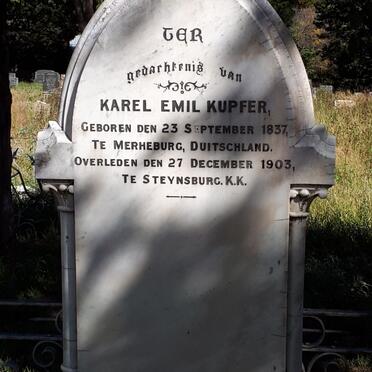 TER
gedachtenis van
KAREL EMIL KUPFER,
GEBOREN DEN 23 SEPTEMBER 1837,
TE MERHEBURG, DUITSCHLAND.
OVERLEDEN DEN 27 DECEMBER 1903,
TE STEYNSBURG. K.K.